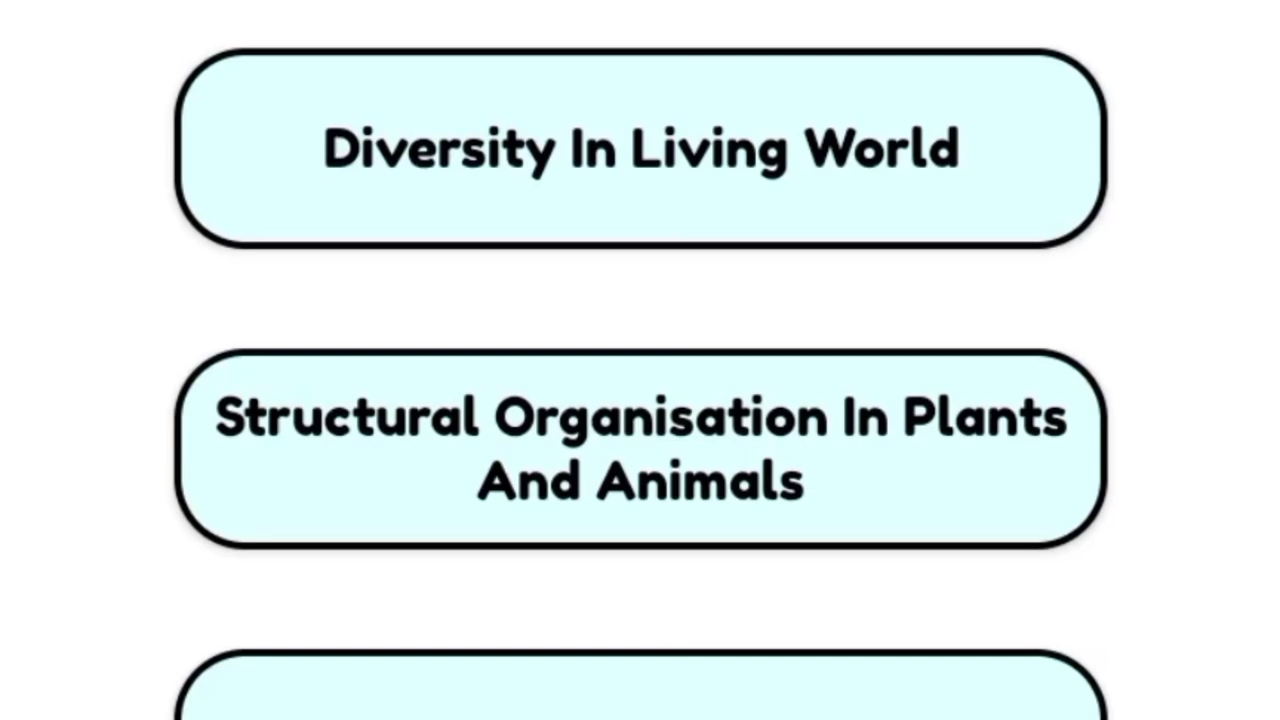 Diversity In Living World
Structural Organisation In Plants
And Animals